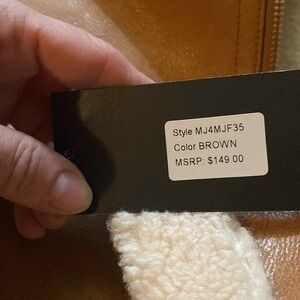 Style MJ4MJF35
Color BROWN
MSRP: $149.00